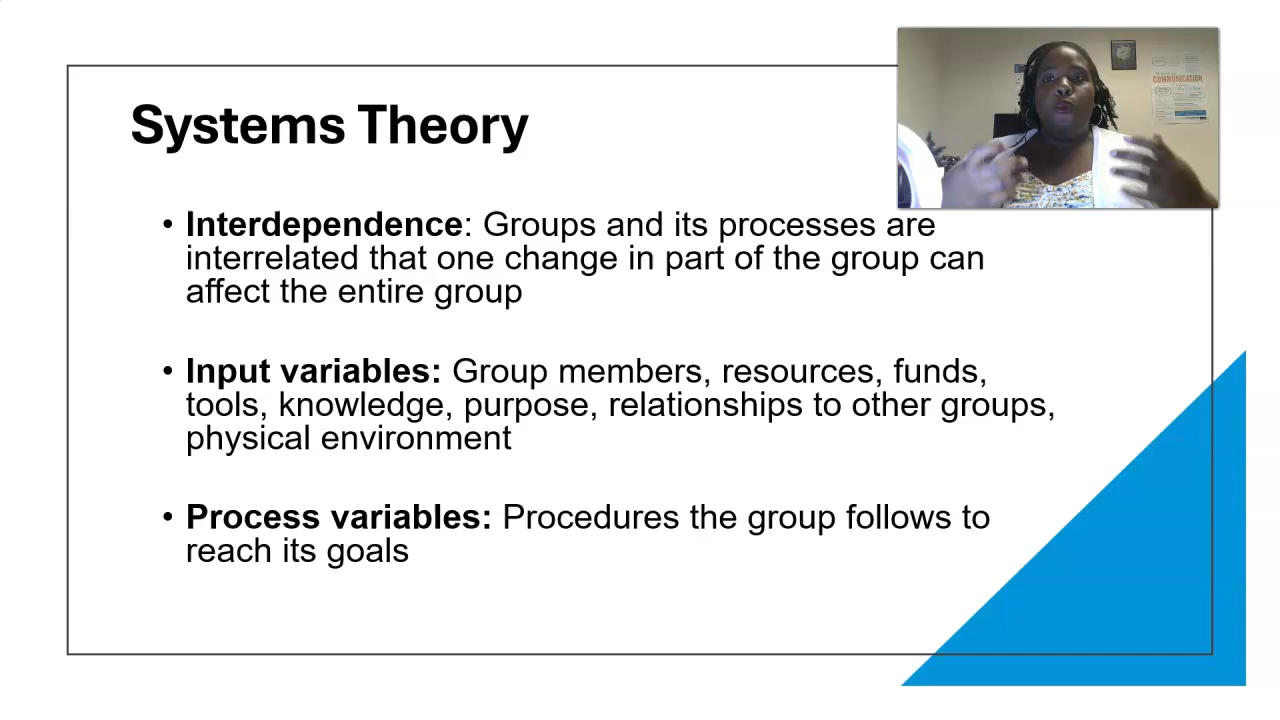 Systems Theory
COMMUNICATION
• Interdependence: Groups and its processes are
interrelated that one change in part of the group can
affect the entire group
• Input variables: Group members, resources, funds,
tools, knowledge, purpose, relationships to other groups,
physical environment
• Process variables: Procedures the group follows to
reach its goals